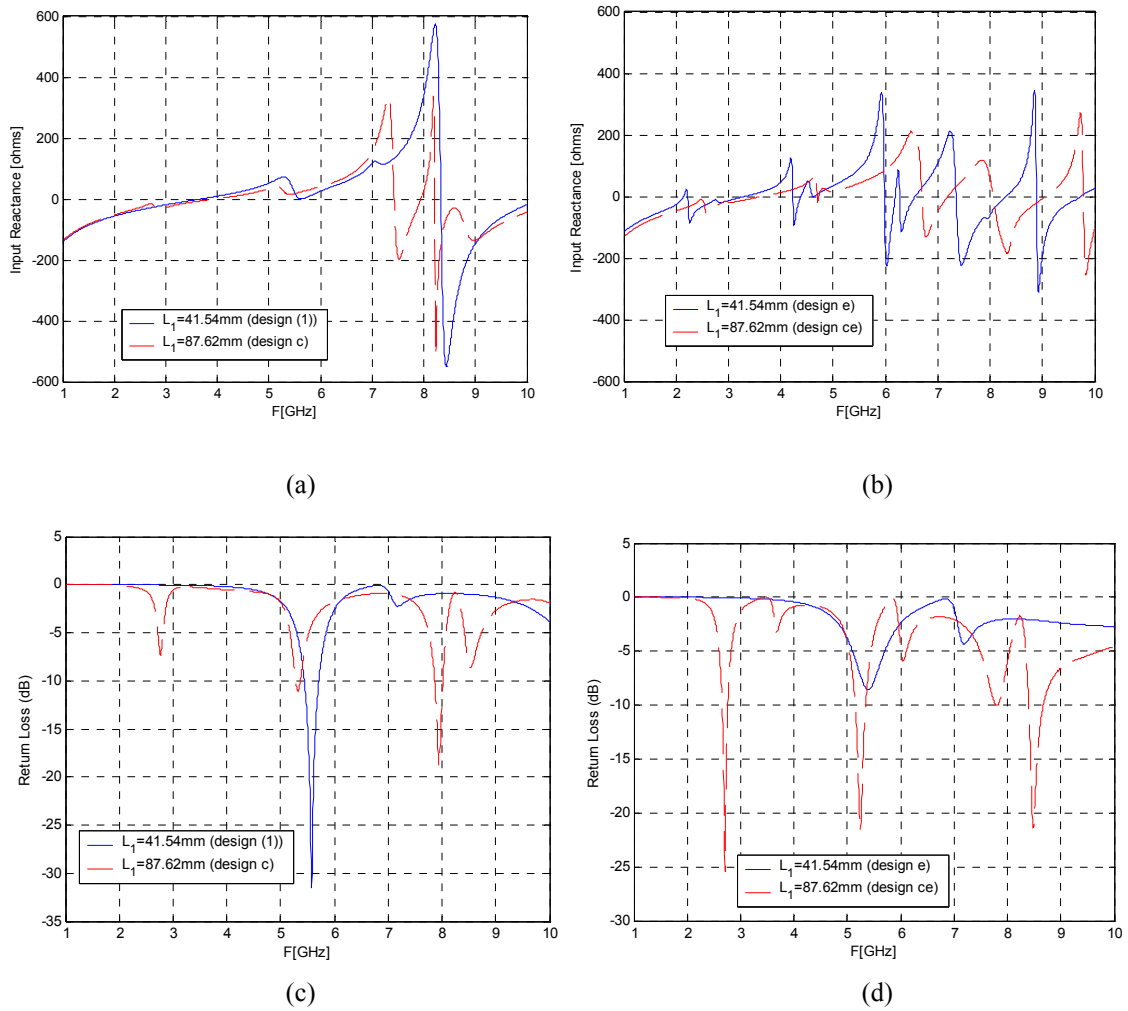 600
400
200
0
-200
-400
-600
Input Reactance [ohms]
1 2 3 4 5 6 7 8 9 10
F[GHz]
L1=41.54mm (design (1))
L1=87.62mm (design c)
(a)
600
400
200
0
-200
-400
-600
Input Reactance [ohms]
1 2 3 4 5 6 7 8 9 10
F[GHz]
L1=41.54mm (design e)
L1=87.62mm (design ce)
(b)
5
0
-5
-10
-15
-20
-25
-30
-35
Return Loss (dB)
1 2 3 4 5 6 7 8 9 10
F[GHz]
L1=41.54mm (design (1))
L1=87.62mm (design c)
(c)
5
0
-5
-10
-15
-20
-25
-30
Return Loss (dB)
1 2 3 4 5 6 7 8 9 10
F[GHz]
L1=41.54mm (design e)
L1=87.62mm (design ce)
(d)